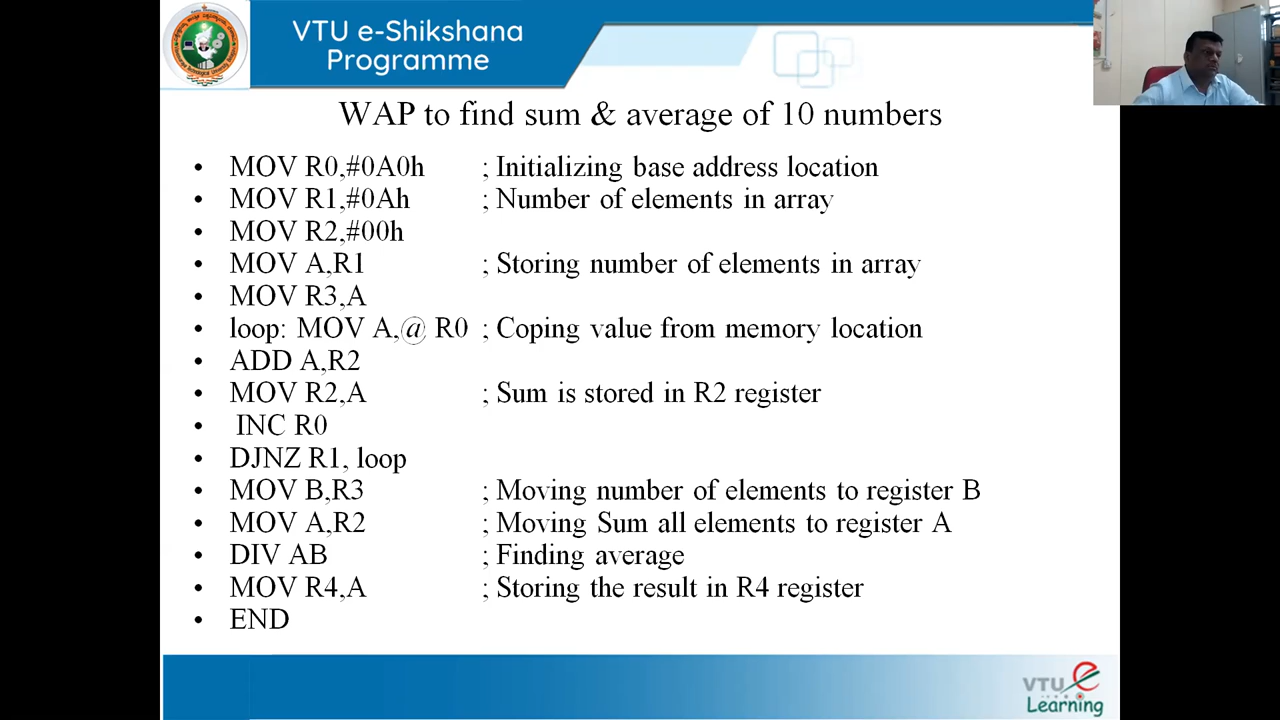 VTU e-Shikshana
Programme
WAP to find sum & average of 10 numbers
• MOV R0,#0A0h ; Initializing base address location
• MOV R1,#0Ah ; Number of elements in array
• MOV R2,#00h
• MOV A,R1 ; Storing number of elements in array
• MOV R3,A
• loop: MOV A,@ R0 ; Coping value from memory location
• ADD A,R2
• MOV R2,A ; Sum is stored in R2 register
• INC R0
• DJNZ R1, loop
• MOV B,R3 ; Moving number of elements to register B
• MOV A,R2 ; Moving Sum all elements to register A
• DIV AB ; Finding average
• MOV R4,A ; Storing the result in R4 register
• END
VTU e
Learning